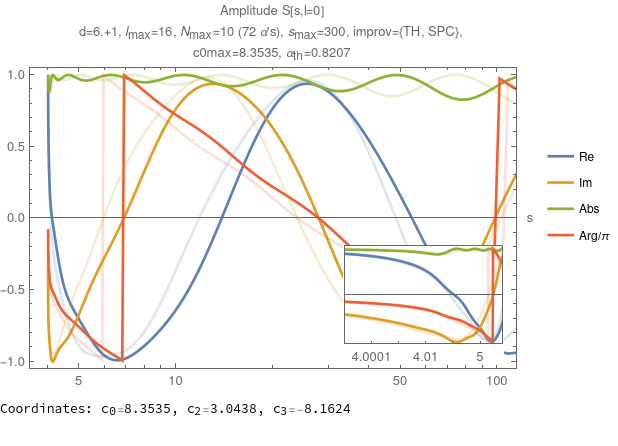 Amplitude S[s,l=0]
d=6.+1, lmax=16, Nmax=10 (72 α's), smax=300, improv={TH, SPC},
c0max=8.3535, αth=0.8207
1.0
0.5
0.0
−0.5
−1.0
5
10
50
100
s
4.0001
4.01
5
Re
Im
Abs
Arg/π
Coordinates: c0=8.3535, c2=3.0438, c3=-8.1624